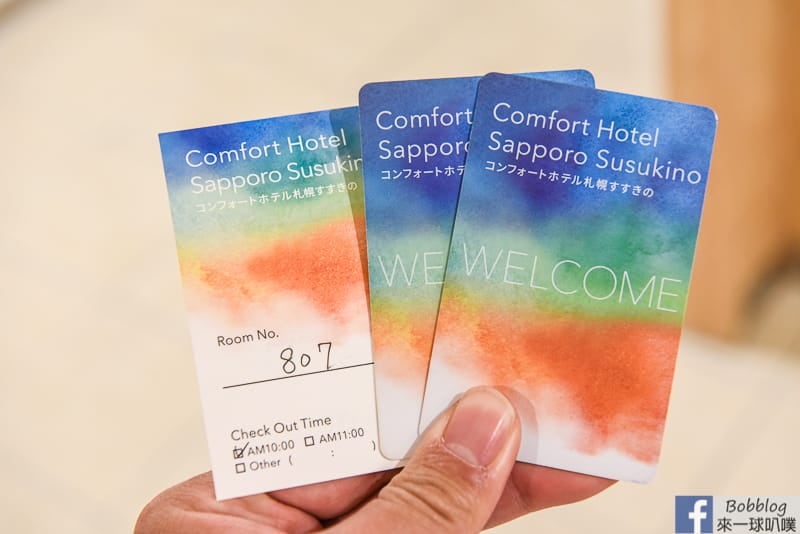 Comfort Hotel
Sapporo Susukin
コンフォートホテル札幌すすきの
Room No.
807
Check Out Time
☑AM10:00 ☐AM11:00
☐Other ( : )
Comfort
Sapporo
コンフォートホテ
WE
Comfort Hotel
Sapporo Susukino
コンフォートホテル札幌すすきの
WELCOME
f Bobblog
來一球叭噗